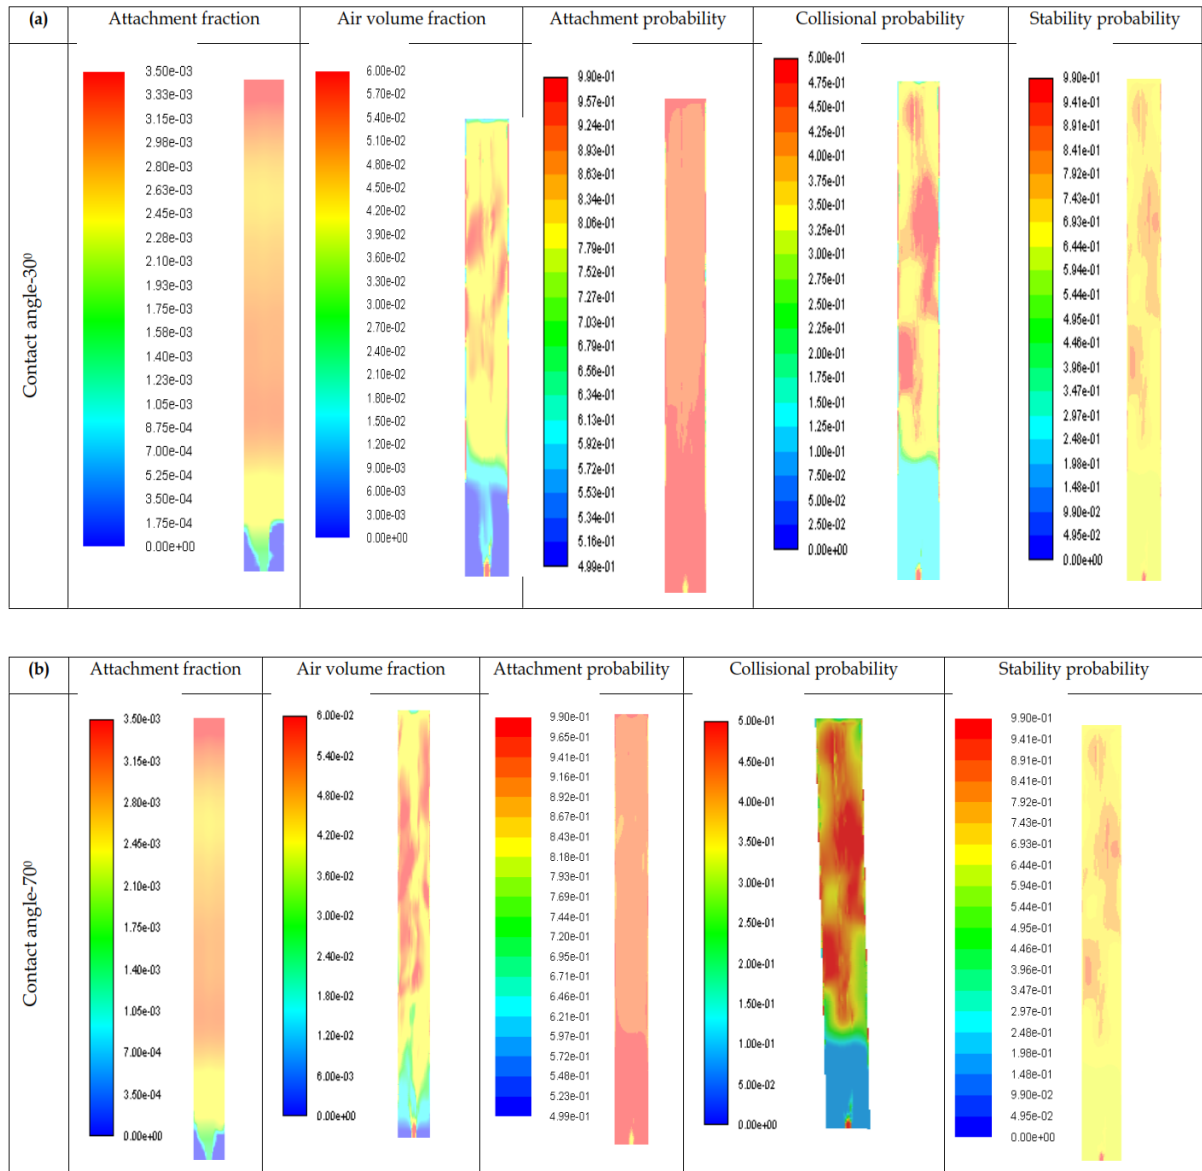 (a)
Attachment fraction
Air volume fraction
Attachment probability
Collisional probability
Stability probability
Contact angle-30⁰
3.50e-03
3.33e-03
3.15e-03
2.98e-03
2.80e-03
2.63e-03
2.45e-03
2.28e-03
2.10e-03
1.93e-03
1.75e-03
1.58e-03
1.40e-03
1.23e-03
1.05e-03
8.75e-04
7.00e-04
5.25e-04
3.50e-04
1.75e-04
0.00e+00
6.00e-02
5.70e-02
5.40e-02
5.10e-02
4.80e-02
4.50e-02
4.20e-02
3.90e-02
3.60e-02
3.30e-02
3.00e-02
2.70e-02
2.40e-02
2.10e-02
1.80e-02
1.50e-02
1.20e-02
9.00e-03
6.00e-03
3.00e-03
0.00e+00
9.90e-01
9.57e-01
9.24e-01
8.93e-01
8.63e-01
8.34e-01
8.06e-01
7.79e-01
7.52e-01
7.27e-01
7.03e-01
6.79e-01
6.56e-01
6.34e-01
6.13e-01
5.92e-01
5.72e-01
5.53e-01
5.34e-01
5.16e-01
4.99e-01
5.00e-01
4.75e-01
4.50e-01
4.25e-01
4.00e-01
3.75e-01
3.50e-01
3.25e-01
3.00e-01
2.75e-01
2.50e-01
2.25e-01
2.00e-01
1.75e-01
1.50e-01
1.25e-01
1.00e-01
7.50e-02
5.00e-02
2.50e-02
0.00e+00
9.90e-01
9.41e-01
8.91e-01
8.41e-01
7.92e-01
7.43e-01
6.93e-01
6.44e-01
5.94e-01
5.44e-01
4.95e-01
4.46e-01
3.96e-01
3.47e-01
2.97e-01
2.48e-01
1.98e-01
1.48e-01
9.90e-02
4.95e-02
0.00e+00
(b)
Attachment fraction
Air volume fraction
Attachment probability
Collisional probability
Stability probability
Contact angle-70⁰
3.50e-03
3.15e-03
2.80e-03
2.45e-03
2.10e-03
1.75e-03
1.40e-03
1.05e-03
7.00e-04
3.50e-04
0.00e+00
6.00e-02
5.40e-02
4.80e-02
4.20e-02
3.60e-02
3.00e-02
2.40e-02
1.80e-02
1.20e-02
6.00e-03
0.00e+00
9.90e-01
9.65e-01
9.41e-01
9.16e-01
8.92e-01
8.67e-01
8.43e-01
8.18e-01
7.93e-01
7.69e-01
7.44e-01
7.20e-01
6.95e-01
6.71e-01
6.46e-01
6.21e-01
5.97e-01
5.72e-01
5.48e-01
5.23e-01
4.99e-01
5.00e-01
4.50e-01
4.00e-01
3.50e-01
3.00e-01
2.50e-01
2.00e-01
1.50e-01
1.00e-01
5.00e-02
0.00e+00
9.90e-01
9.41e-01
8.91e-01
8.41e-01
7.92e-01
7.43e-01
6.93e-01
6.44e-01
5.94e-01
5.44e-01
4.95e-01
4.46e-01
3.96e-01
3.47e-01
2.97e-01
2.48e-01
1.98e-01
1.48e-01
9.90e-02
4.95e-02
0.00e+00